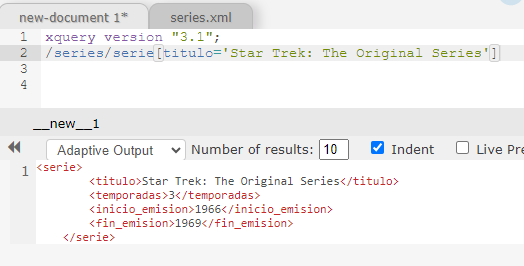 new-document 1* series.xml
1 xquery version "3.1";
2 /series/serie[titulo='Star Trek: The Original Series']
3
4
__new__1
Adaptive Output Number of results: 10 Indent Live Pre
1 <serie>
<titulo>Star Trek: The Original Series</titulo>
<temporadas>3</temporadas>
<inicio_emision>1966</inicio_emision>
<fin_emision>1969</fin_emision>
</serie>